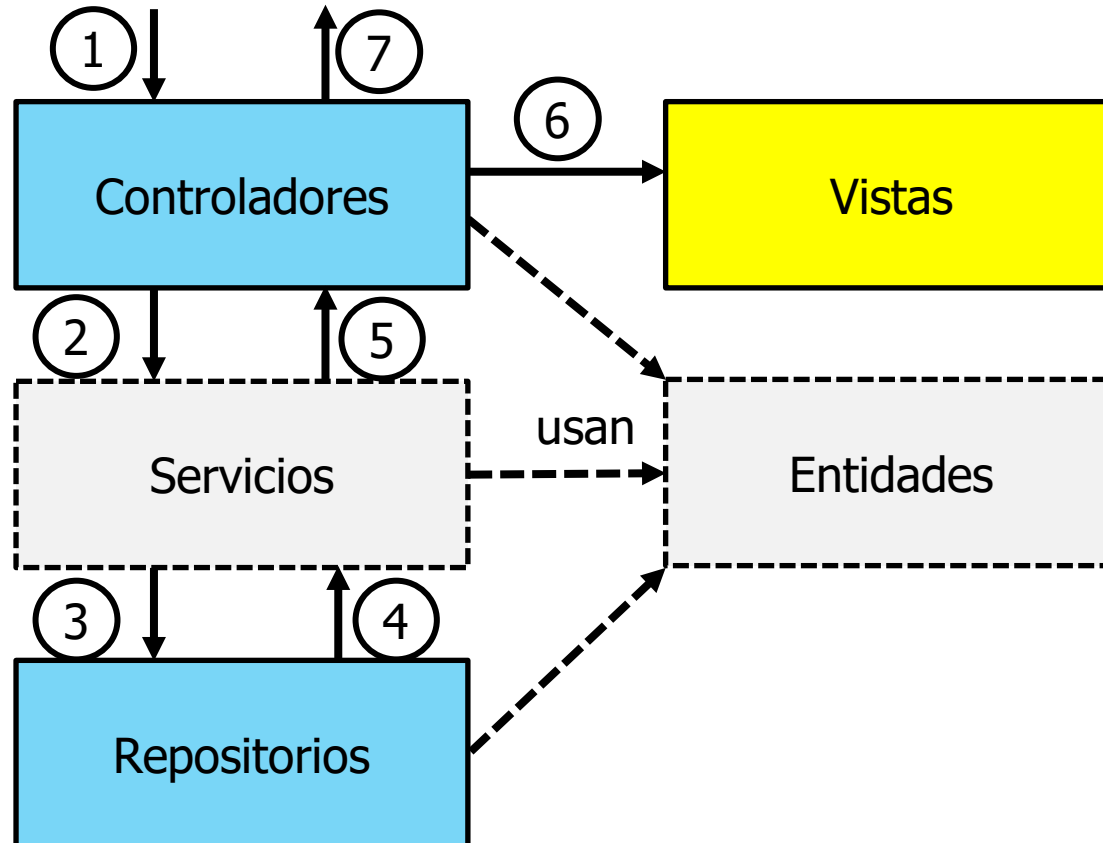 1
7
6
Controladores
Vistas
2
5
usan
Servicios
Entidades
3
4
Repositorios